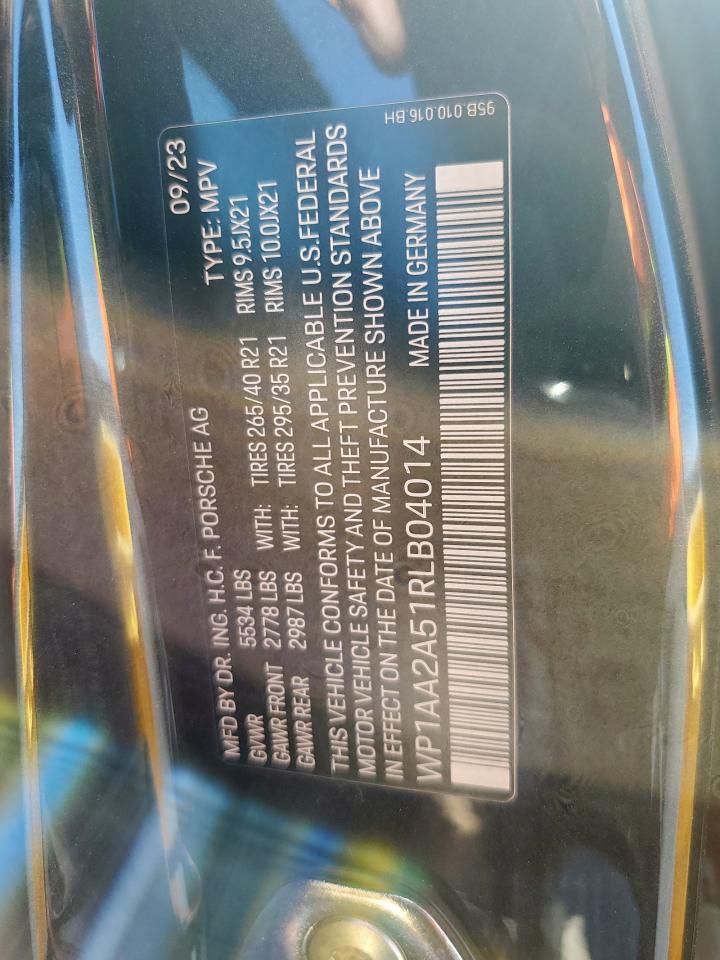 MFD BY DR. ING. H.C. F. PORSCHE AG 09/23
GVWR 5534 LBS TYPE: MPV
GAWR FRONT 2778 LBS WITH: TIRES 265/40 R21 RIMS 9.5JX21
GAWR REAR 2987 LBS WITH: TIRES 295/35 R21 RIMS 10.0JX21
THIS VEHICLE CONFORMS TO ALL APPLICABLE U.S.FEDERAL
MOTOR VEHICLE SAFETY AND THEFT PREVENTION STANDARDS
IN EFFECT ON THE DATE OF MANUFACTURE SHOWN ABOVE
WP1AA2A51RLB04014 MADE IN GERMANY
95B.010.016.BH